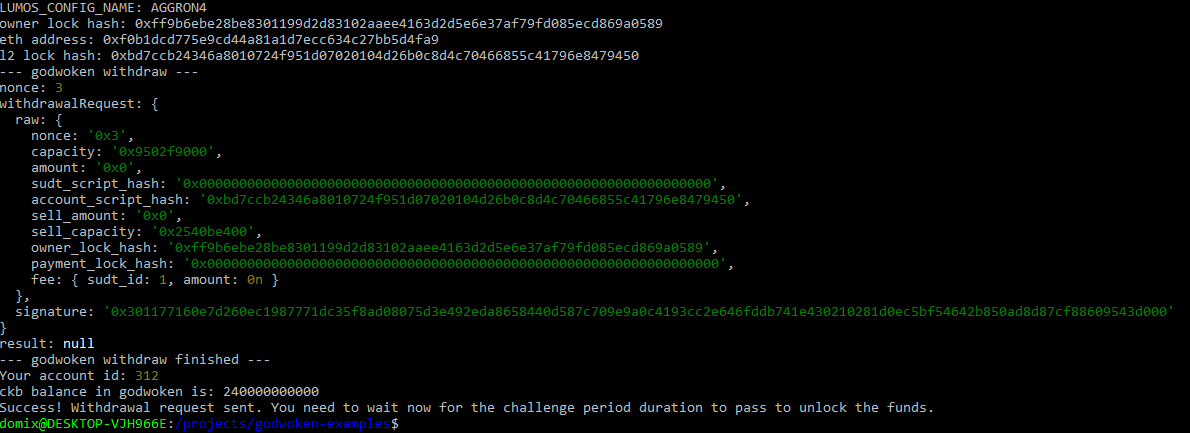 LUMOS_CONFIG_NAME: AGGRON4
owner lock hash: 0xff9b6ebe28be8301199d2d83102aaee4163d2d5e6e37af79fd085ecd869a0589
eth address: 0xf0b1dcd775e9cd44a81a1d7ecc634c27bb5d4fa9
l2 lock hash: 0xbd7ccb24346a8010724f951d07020104d26b0c8d4c70466855c41796e8479450
--- godwoken withdraw ---
nonce: 3
withdrawalRequest: {
  raw: {
    nonce: '0x3',
    capacity: '0x9502f9000',
    amount: '0x0',
    sudt_script_hash: '0x0000000000000000000000000000000000000000000000000000000000000000',
    account_script_hash: '0xbd7ccb24346a8010724f951d07020104d26b0c8d4c70466855c41796e8479450',
    sell_amount: '0x0',
    sell_capacity: '0x2540be400',
    owner_lock_hash: '0xff9b6ebe28be8301199d2d83102aaee4163d2d5e6e37af79fd085ecd869a0589',
    payment_lock_hash: '0x0000000000000000000000000000000000000000000000000000000000000000',
    fee: { sudt_id: 1, amount: 0n }
  },
  signature: '0x301177160e7d260ec1987771dc35f8ad08075d3e492eda8658440d587c709e9a0c4193cc2e646fddb741e430210281d0ec5bf54642b850ad8d87cf88609543d000'
}
result: null
--- godwoken withdraw finished ---
Your account id: 312
ckb balance in godwoken is: 240000000000
Success! Withdrawal request sent. You need to wait now for the challenge period duration to pass to unlock the funds.
domix@DESKTOP-VJH966E:/projects/godwoken-examples$